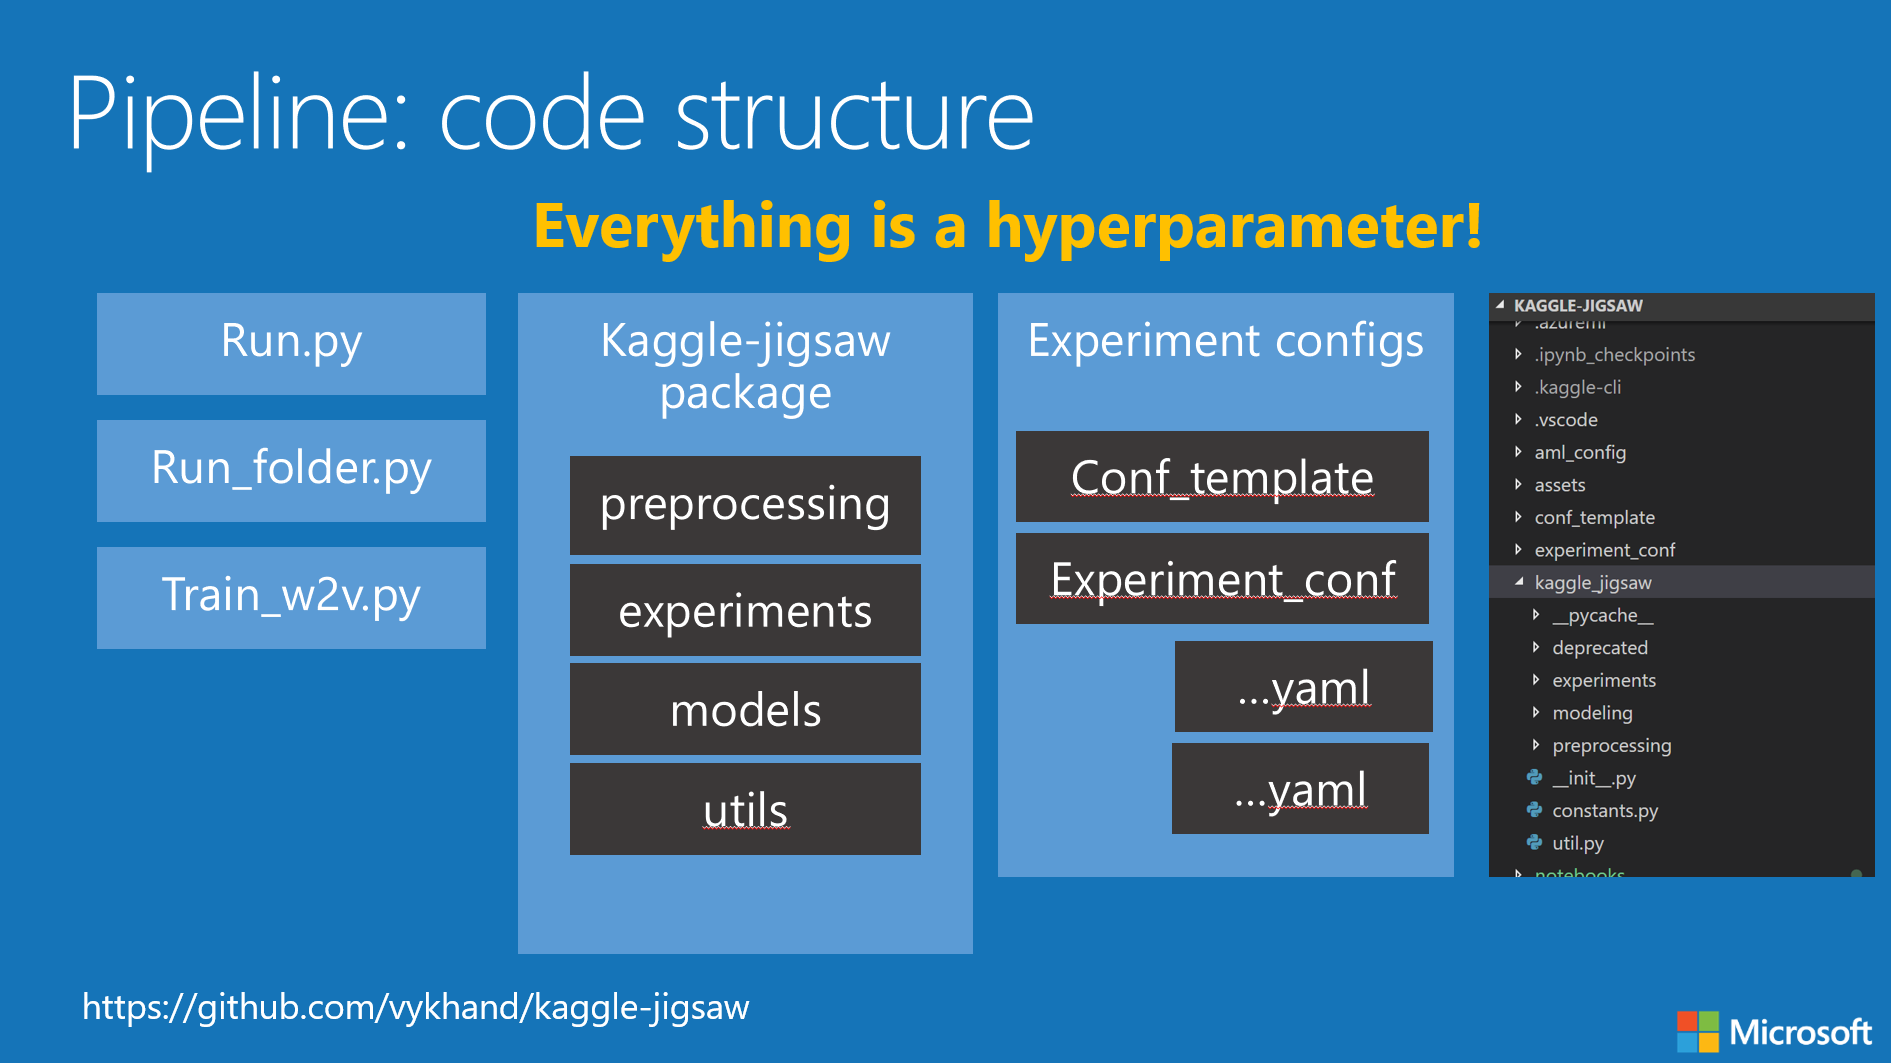 Pipeline: code structure
Everything is a hyperparameter!
Run.py
Run_folder.py
Train_w2v.py
Kaggle-jigsaw
package
preprocessing
experiments
models
utils
Experiment configs
Conf_template
Experiment_conf
...yaml
...yaml
KAGGLE-JIGSAW
.azureml
.ipynb_checkpoints
.kaggle-cli
.vscode
aml_config
assets
conf_template
experiment_conf
kaggle_jigsaw
__pycache__
deprecated
experiments
modeling
preprocessing
__init__.py
constants.py
util.py
notebooks
https://github.com/vykhand/kaggle-jigsaw
Microsoft